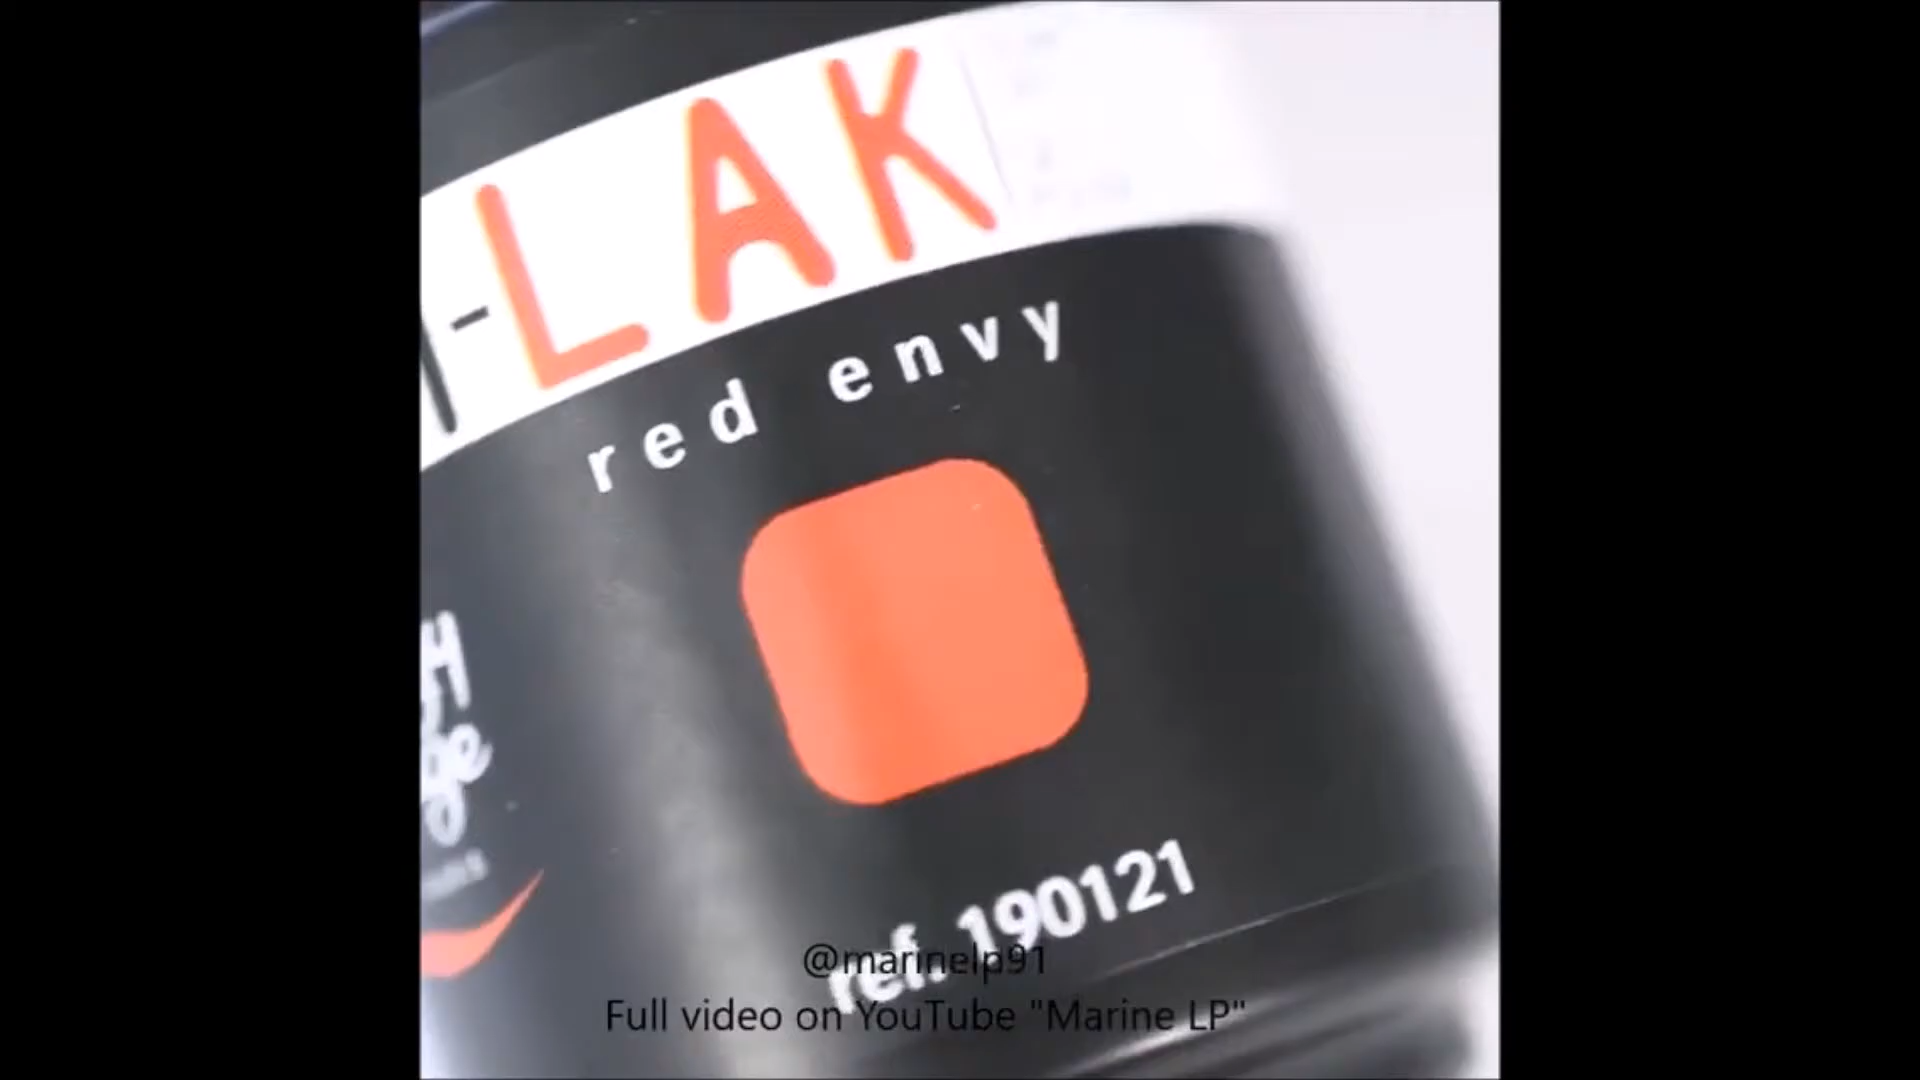 -LAK
red envy
ref. 190121
@marinelp91
Full video on YouTube "Marine LP"